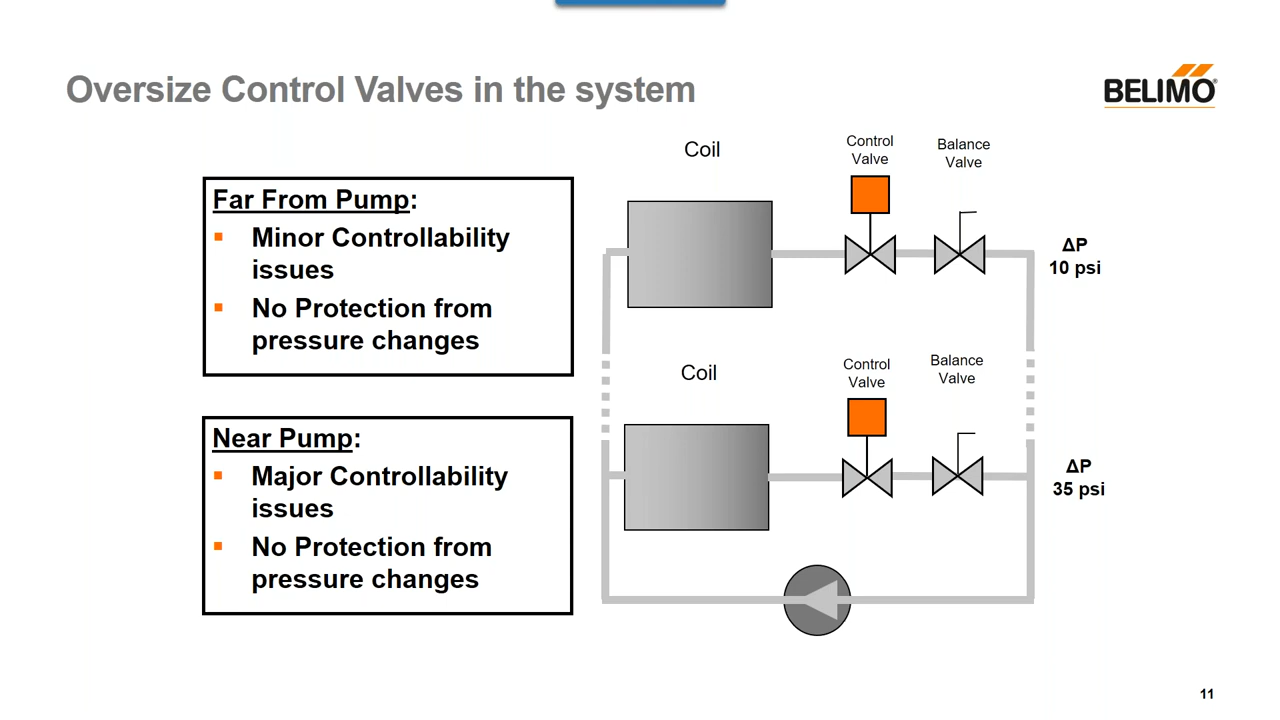 Oversize Control Valves in the system
BELIMO®
Far From Pump:
▪ Minor Controllability
issues
▪ No Protection from
pressure changes
Near Pump:
▪ Major Controllability
issues
▪ No Protection from
pressure changes
Coil
Control
Valve
Balance
Valve
ΔP
10 psi
Coil
Control
Valve
Balance
Valve
ΔP
35 psi
11